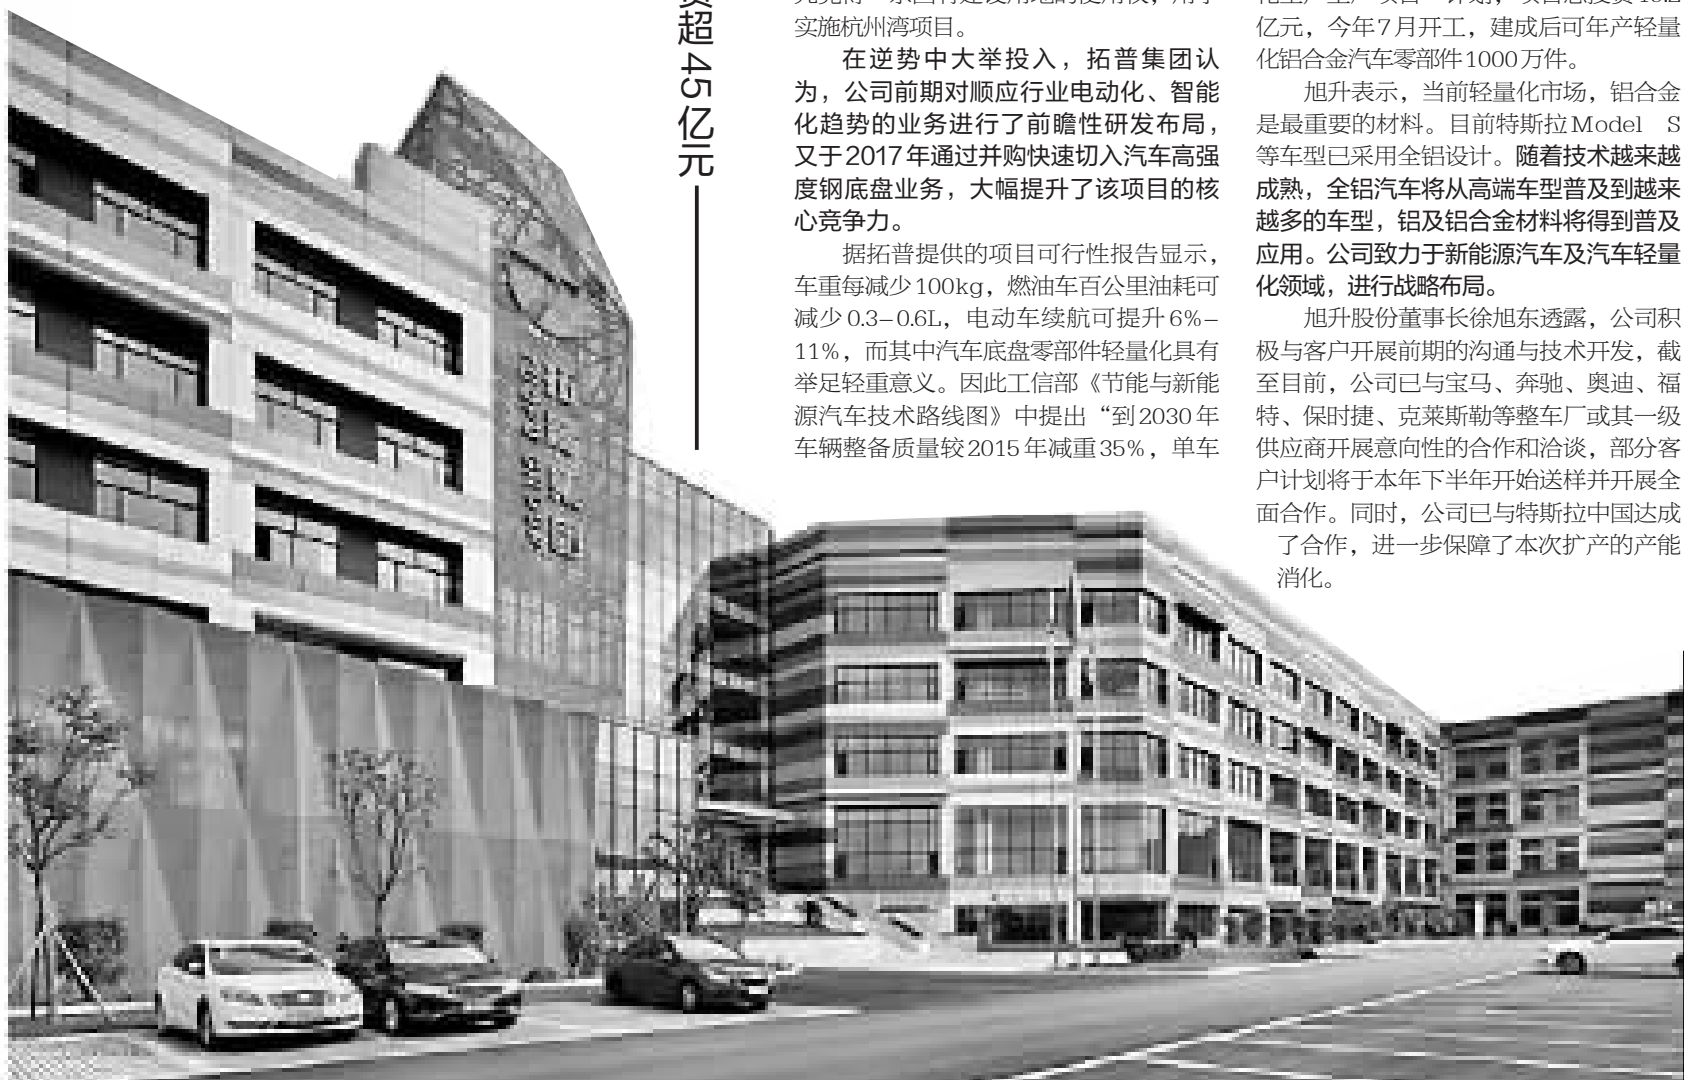 资超45亿元——
实施杭州湾项目。
在逆势中大举投入，拓普集团认
为，公司前期对顺应行业电动化、智能
化趋势的业务进行了前瞻性研发布局，
又于2017年通过并购快速切入汽车高强
度钢底盘业务，大幅提升了该项目的核
心竞争力。
据拓普提供的项目可行性报告显示，
车重每减少100kg，燃油车百公里油耗可
减少0.3–0.6L，电动车续航可提升6%–
11%，而其中汽车底盘零部件轻量化具有
举足轻重意义。因此工信部《节能与新能
源汽车技术路线图》中提出“到2030年
车辆整备质量较2015年减重35%，单车
亿元，今年7月开工，建成后可年产轻量
化铝合金汽车零部件1000万件。
旭升表示，当前轻量化市场，铝合金
是最重要的材料。目前特斯拉Model S
等车型已采用全铝设计。随着技术越来越
成熟，全铝汽车将从高端车型普及到越来
越多的车型，铝及铝合金材料将得到普及
应用。公司致力于新能源汽车及汽车轻量
化领域，进行战略布局。
旭升股份董事长徐旭东透露，公司积
极与客户开展前期的沟通与技术开发，截
至目前，公司已与宝马、奔驰、奥迪、福
特、保时捷、克莱斯勒等整车厂或其一级
供应商开展意向性的合作和洽谈，部分客
户计划将于本年下半年开始送样并开展全
面合作。同时，公司已与特斯拉中国达成
了合作，进一步保障了本次扩产的产能
消化。